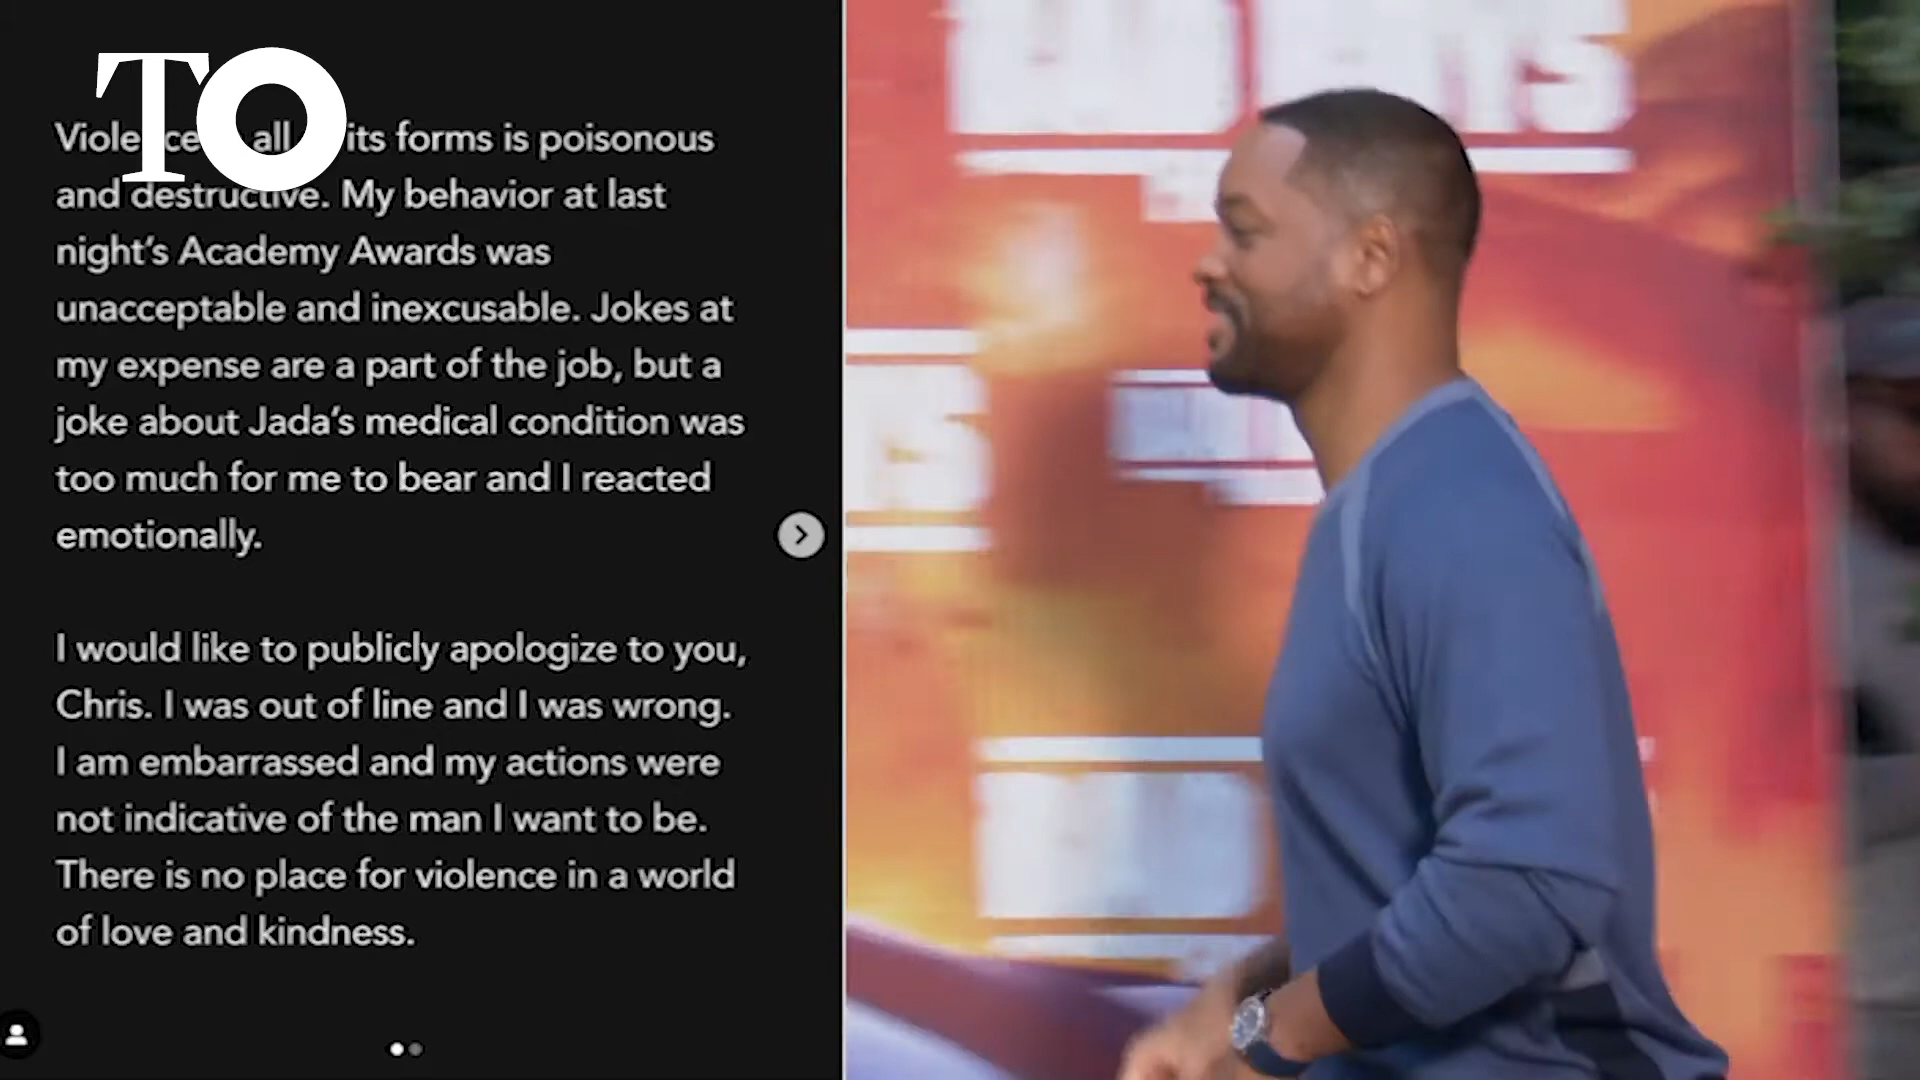 TO
Violence all its forms is poisonous
and destructive. My behavior at last
night's Academy Awards was
unacceptable and inexcusable. Jokes at
my expense are a part of the job, but a
joke about Jada's medical condition was
too much for me to bear and I reacted
emotionally.
I would like to publicly apologize to you,
Chris. I was out of line and I was wrong.
I am embarrassed and my actions were
not indicative of the man I want to be.
There is no place for violence in a world
of love and kindness.